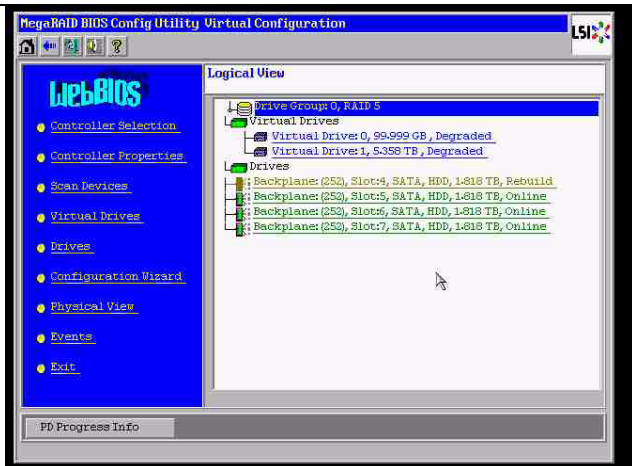 MegaRAID BIOS Config Utility Virtual Configuration
LSI
WebBIOS
Controller Selection
Controller Properties
Scan Devices
Virtual Drives
Drives
Configuration Wizard
Physical View
Events
Exit
Logical View
Drive Group: 0, RAID 5
Virtual Drives
Virtual Drive: 0, 99.999 GB, Degraded
Virtual Drive: 1, 5.358 TB, Degraded
Drives
Backplane: (252), Slot:4, SATA, HDD, 1.818 TB, Rebuild
Backplane: (252), Slot:5, SATA, HDD, 1.818 TB, Online
Backplane: (252), Slot:6, SATA, HDD, 1.818 TB, Online
Backplane: (252), Slot:7, SATA, HDD, 1.818 TB, Online
PD Progress Info